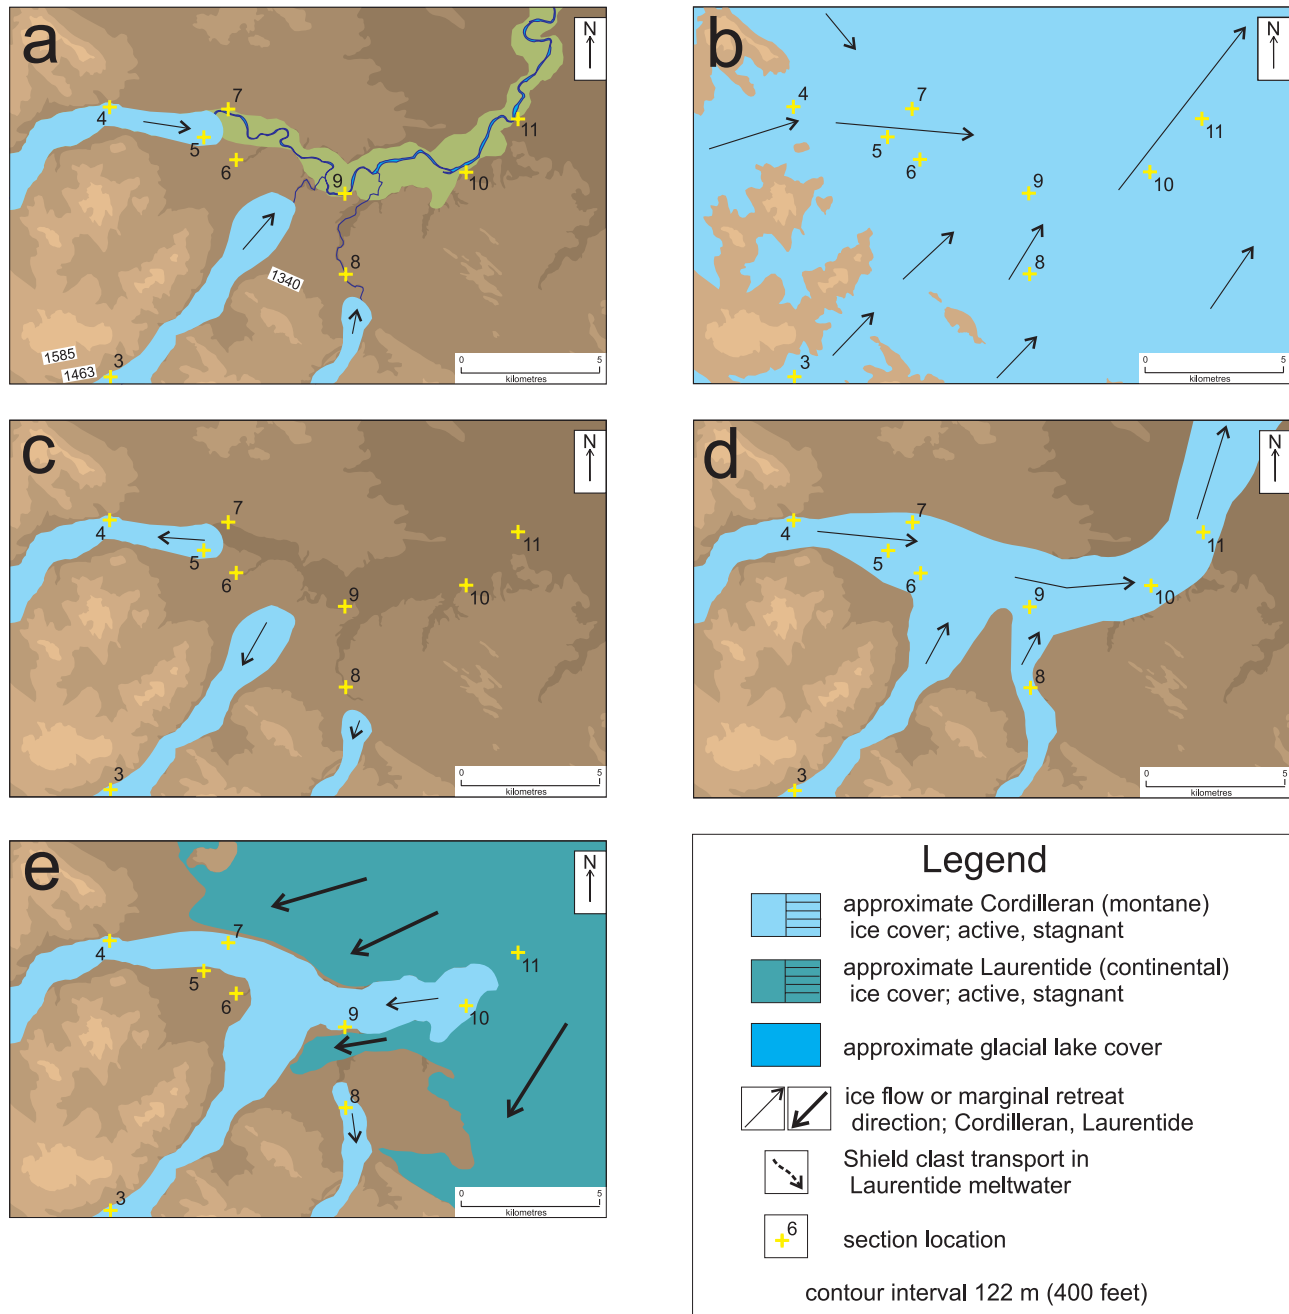 a
N
4
5
6
7
8
9
10
11
3
1340
1585
1463
0 5
kilometres
b
N
4
5
6
7
8
9
10
11
3
0 5
kilometres
c
N
4
5
6
7
8
9
10
11
3
0 5
kilometres
d
N
4
5
6
7
8
9
10
11
3
0 5
kilometres
e
N
4
5
6
7
8
9
10
11
3
0 5
kilometres
Legend
approximate Cordilleran (montane)
ice cover; active, stagnant
approximate Laurentide (continental)
ice cover; active, stagnant
approximate glacial lake cover
ice flow or marginal retreat
direction; Cordilleran, Laurentide
Shield clast transport in
Laurentide meltwater
6
section location
contour interval 122 m (400 feet)